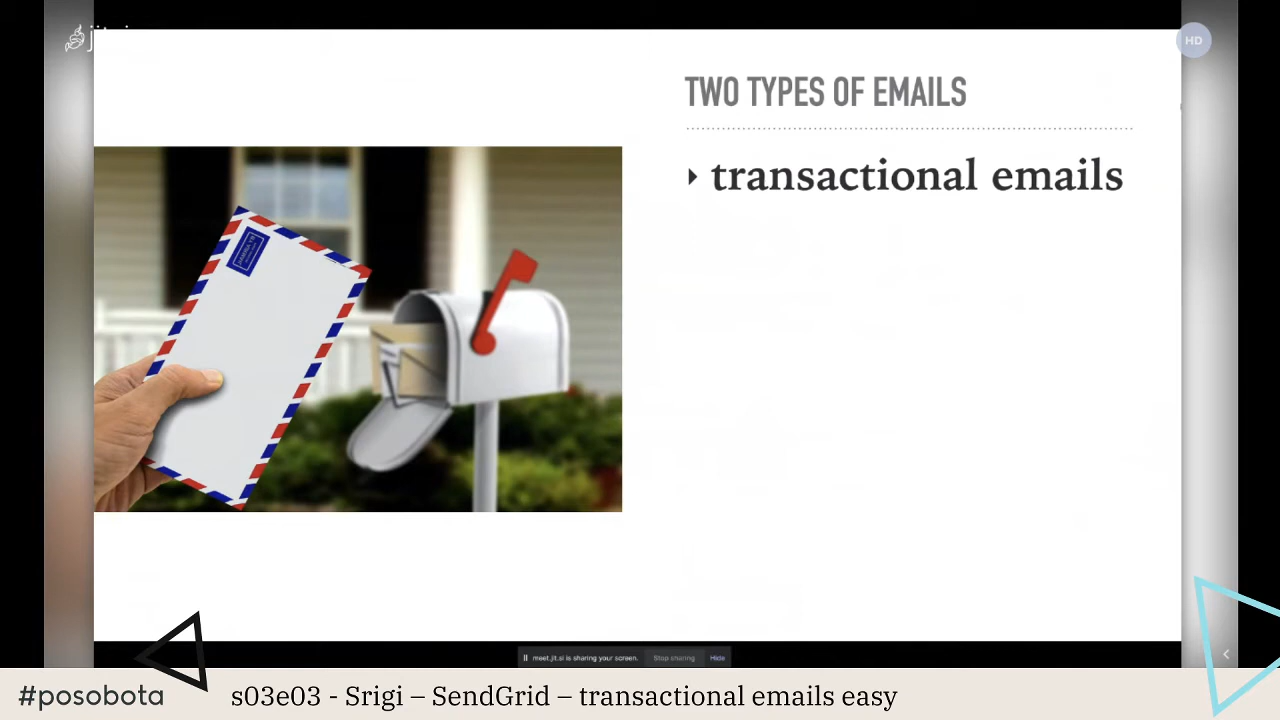 HD
TWO TYPES OF EMAILS
transactional emails
meet.jit.si is sharing your screen. Stop sharing Hide
#posobota s03e03 - Srigi – SendGrid – transactional emails easy